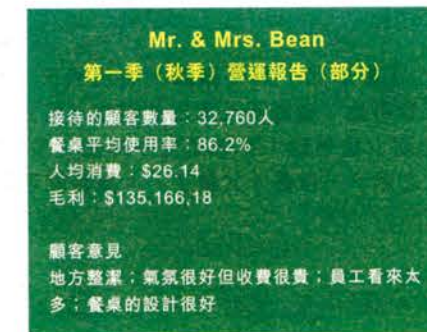 Mr. & Mrs. Bean
第一季（秋季）營運報告（部分）
接待的顧客數量：32,760人
餐桌平均使用率：86.2%
人均消費：$26.14
毛利：$135,166,18
顧客意見
地方整潔；氣氛很好但收費很貴；員工看來太
多；餐桌的設計很好